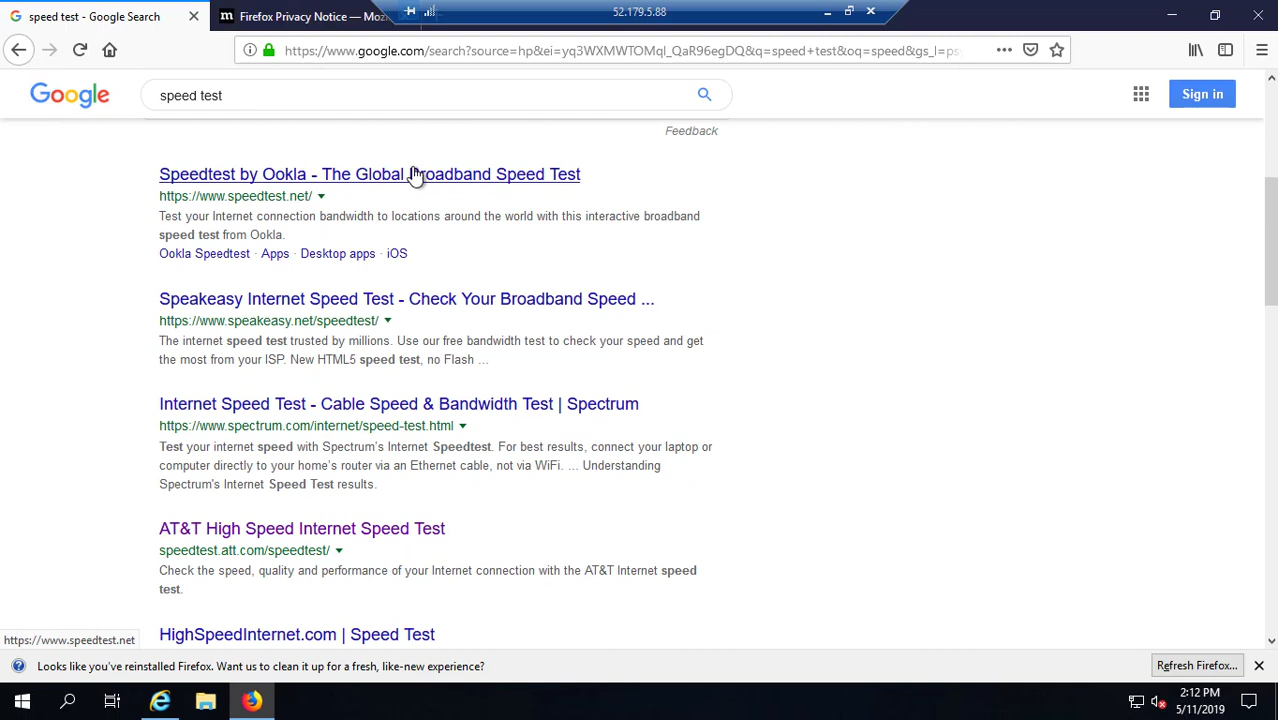 speed test - Google Search
Firefox Privacy Notice — Mozi
52.179.5.88
https://www.google.com/search?source=hp&ei=yq3WXMWTOMql_QaR96egDQ&q=speed+test&oq=speed&gs_l=ps
Google
speed test
Sign in
Feedback
Speedtest by Ookla - The Global Broadband Speed Test
https://www.speedtest.net/
Test your Internet connection bandwidth to locations around the world with this interactive broadband
speed test from Ookla.
Ookla Speedtest · Apps · Desktop apps · iOS
Speakeasy Internet Speed Test - Check Your Broadband Speed ...
https://www.speakeasy.net/speedtest/
The internet speed test trusted by millions. Use our free bandwidth test to check your speed and get
the most from your ISP. New HTML5 speed test, no Flash ...
Internet Speed Test - Cable Speed & Bandwidth Test | Spectrum
https://www.spectrum.com/internet/speed-test.html
Test your internet speed with Spectrum's Internet Speedtest. For best results, connect your laptop or
computer directly to your home's router via an Ethernet cable, not via WiFi. ... Understanding
Spectrum's Internet Speed Test results.
AT&T High Speed Internet Speed Test
speedtest.att.com/speedtest/
Check the speed, quality and performance of your Internet connection with the AT&T Internet speed
test.
HighSpeedInternet.com | Speed Test
https://www.speedtest.net
Looks like you've reinstalled Firefox. Want us to clean it up for a fresh, like-new experience?
Refresh Firefox...
2:12 PM
5/11/2019